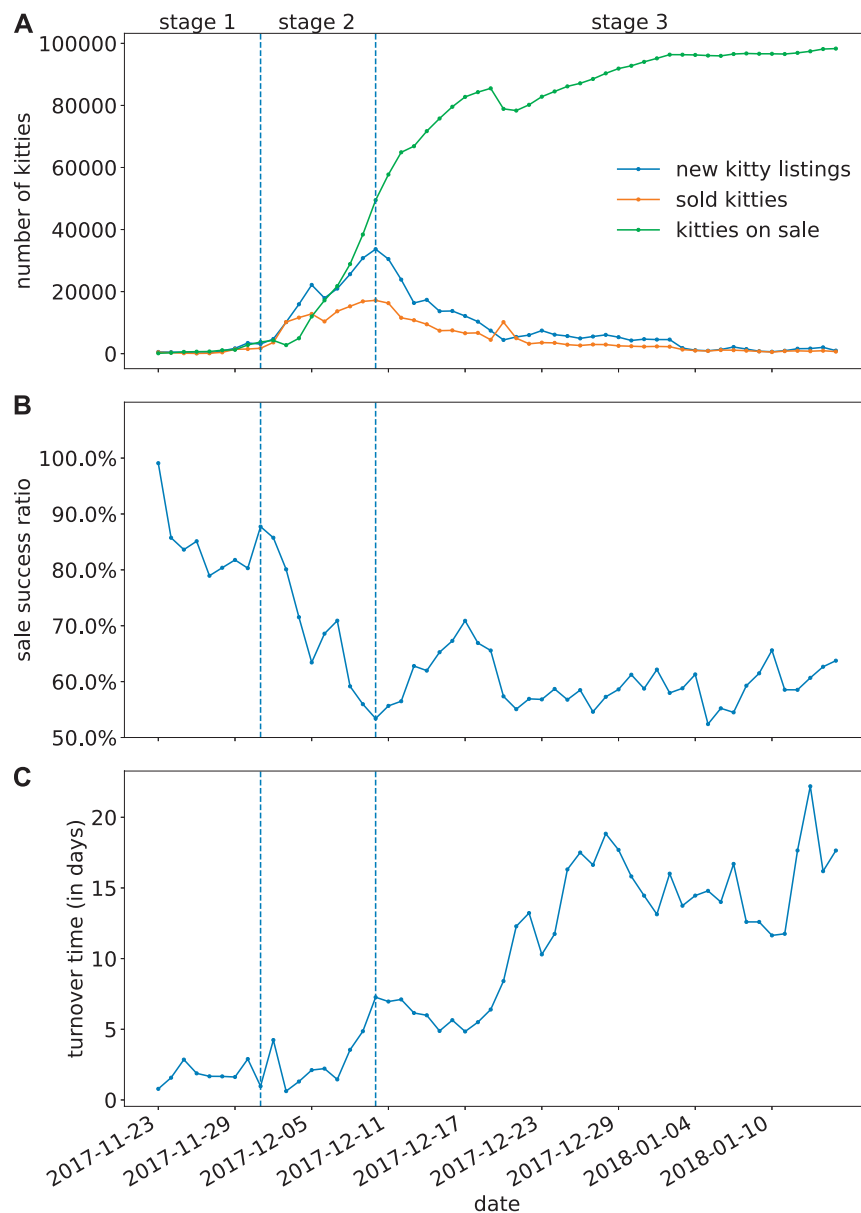 A
stage 1
stage 2
stage 3
100000
80000
60000
40000
20000
0
number of kitties
new kitty listings
sold kitties
kitties on sale
B
100.0%
90.0%
80.0%
70.0%
60.0%
50.0%
sale success ratio
C
20
15
10
5
0
turnover time (in days)
2017-11-23
2017-11-29
2017-12-05
2017-12-11
2017-12-17
2017-12-23
2017-12-29
2018-01-04
2018-01-10
date